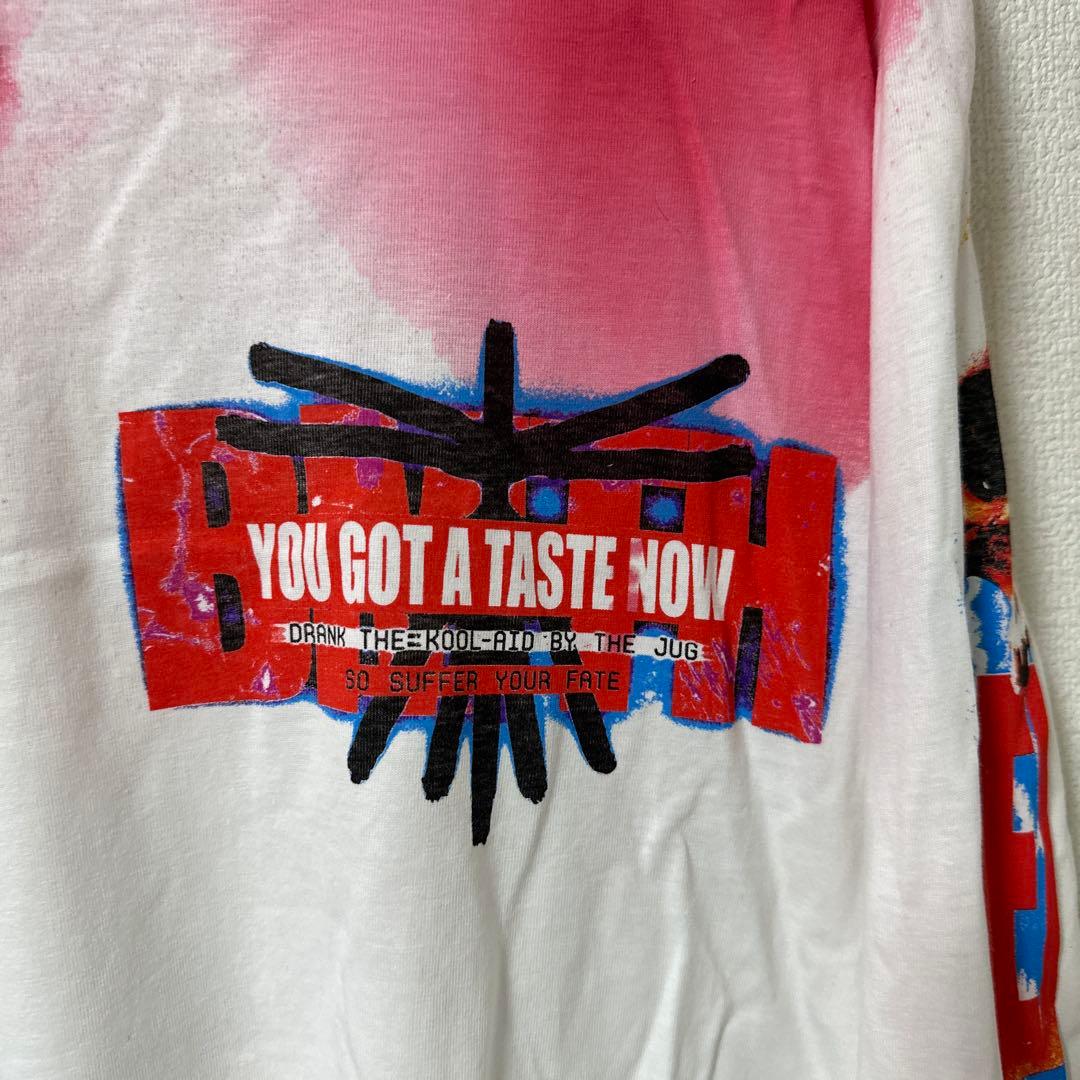 YOU GOT A TASTE NOW
DRANK THE KOOL-AID BY THE JUG
SO SUFFER YOUR FATE